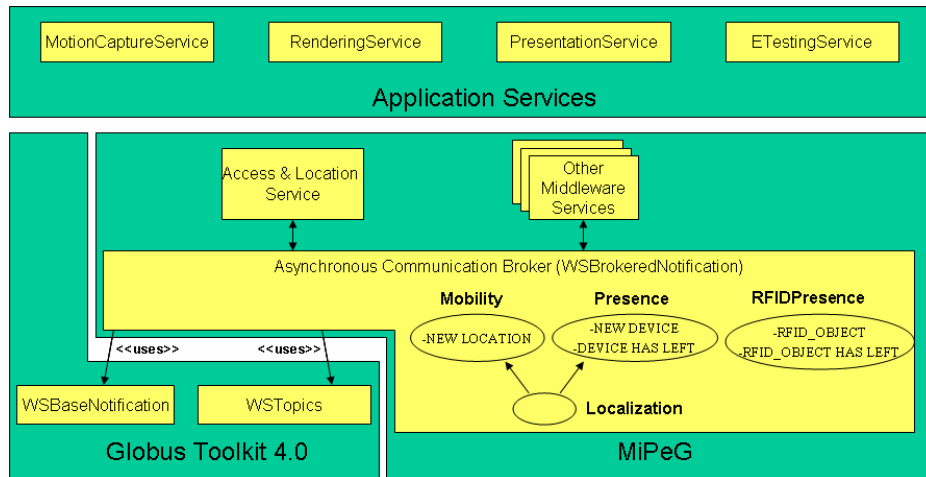 MotionCaptureService
RenderingService
PresentationService
ETestingService
Application Services
Access & Location
Service
Other
Middleware
Services
Asynchronous Communication Broker (WSBrokeredNotification)
Mobility
Presence
RFIDPresence
-NEW LOCATION
-NEW DEVICE
-DEVICE HAS LEFT
-RFID_OBJECT
-RFID_OBJECT HAS LEFT
<<uses>>
<<uses>>
WSBaseNotification
WSTopics
Localization
Globus Toolkit 4.0
MiPeG